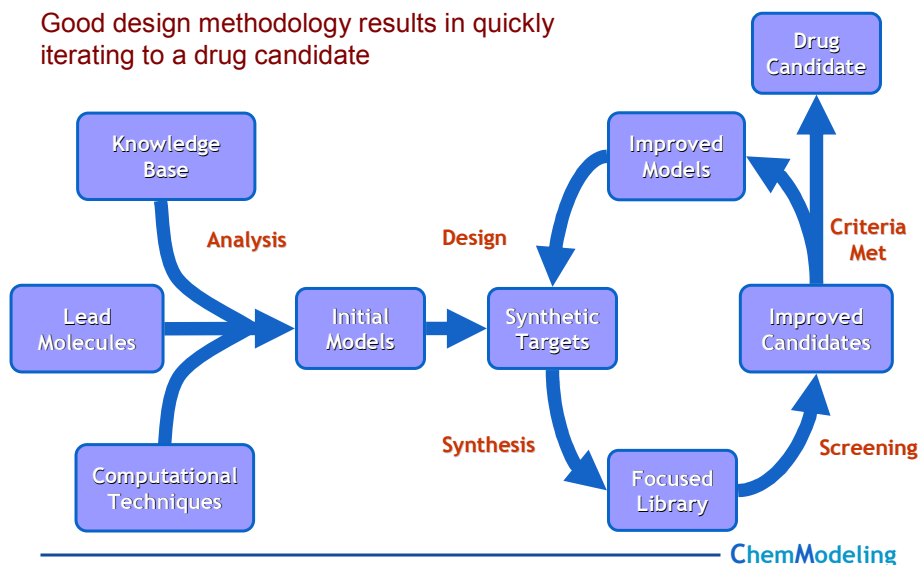 Good design methodology results in quickly
iterating to a drug candidate
Drug
Candidate
Knowledge
Base
Improved
Models
Analysis
Design
Criteria
Met
Lead
Molecules
Initial
Models
Synthetic
Targets
Improved
Candidates
Synthesis
Screening
Computational
Techniques
Focused
Library
ChemModeling